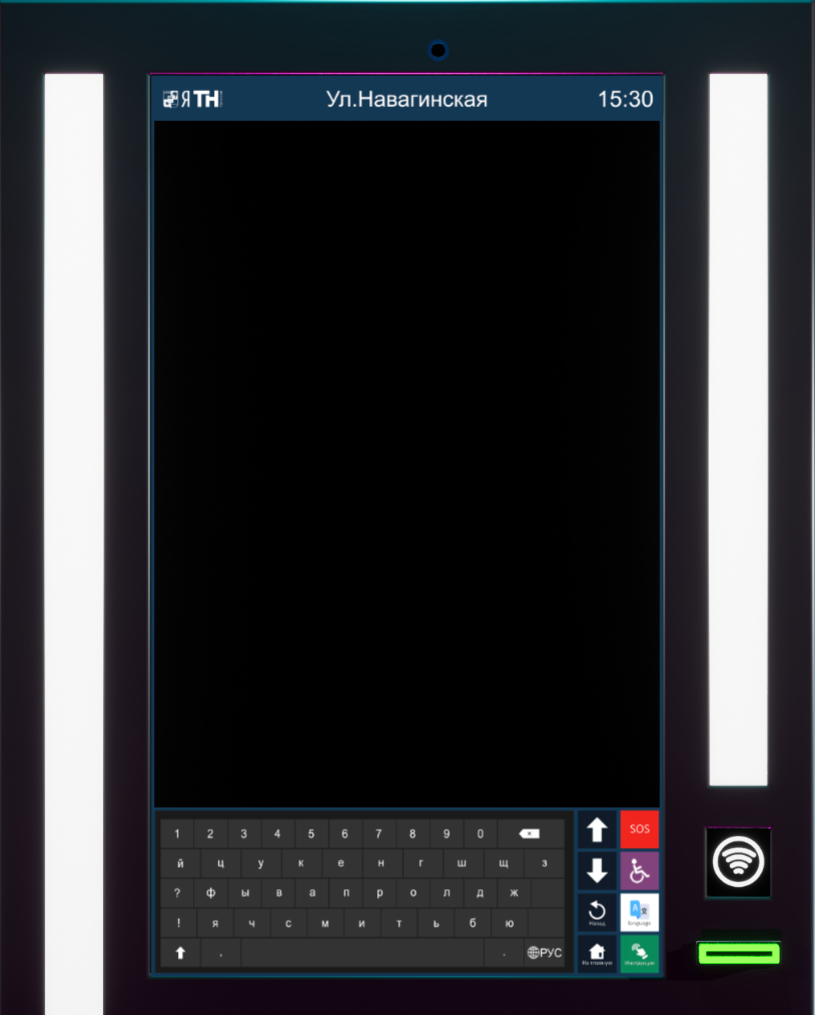 ЯТН Ул.Навагинская 15:30
1 2 3 4 5 6 7 8 9 0 SOS
й ц у к е н г ш щ з
? ф ы в а п р о л д ж
! я ч с м и т ь б ю Назад language
, . РУС На главную Инструкция